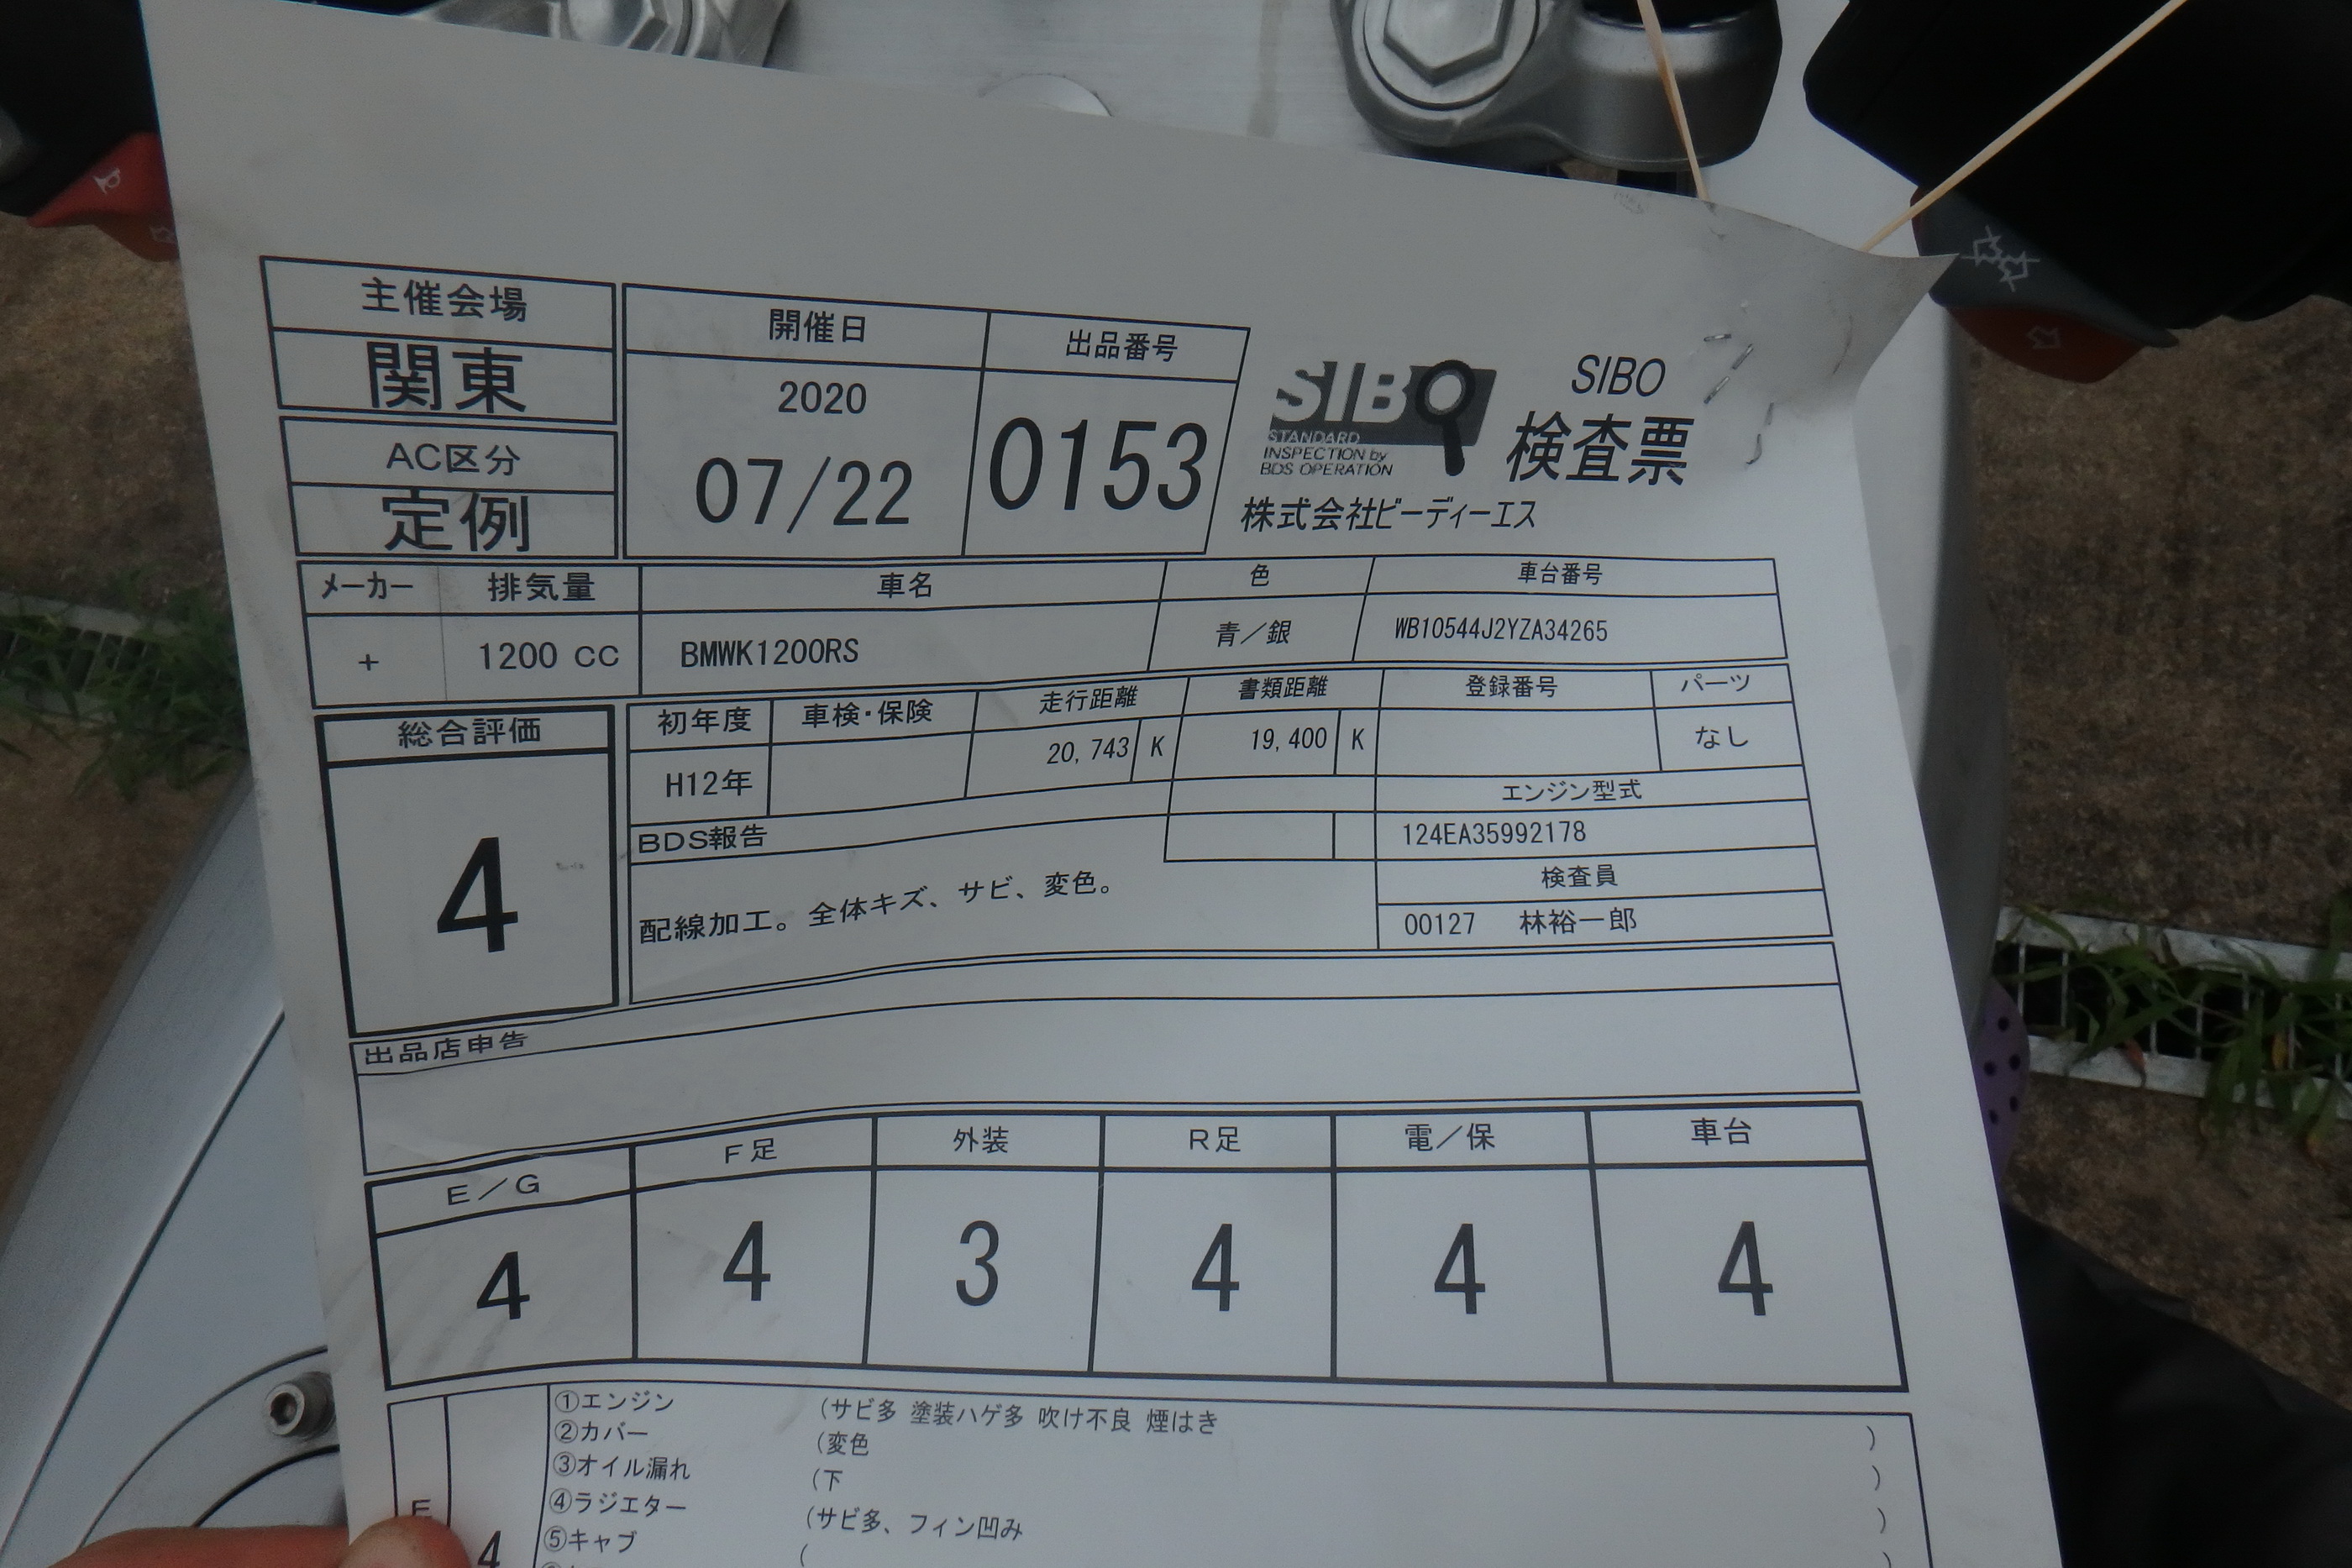 主催会場
関東
AC区分
定例
開催日
2020
07/22
出品番号
0153
SIBO
STANDARD
INSPECTION by
BDS OPERATION
SIBO
検査票
株式会社ビーディーエス
メーカー 排気量 車名 色 車台番号
+ 1200 CC BMWK1200RS 青/銀 WB10544J2YZA34265
総合評価
4
初年度 車検・保険 走行距離 書類距離 登録番号 パーツ
H12年 20,743 K 19,400 K なし
エンジン型式
124EA35992178
検査員
00127 林裕一郎
BDS報告
配線加工。全体キズ、サビ、変色。
出品店申告
E/G F足 外装 R足 電/保 車台
4 4 3 4 4 4
E
4
①エンジン (サビ多 塗装ハゲ多 吹け不良 煙はき )
②カバー (変色 )
③オイル漏れ (下 )
④ラジエター (サビ多、フィン凹み )
⑤キャブ (